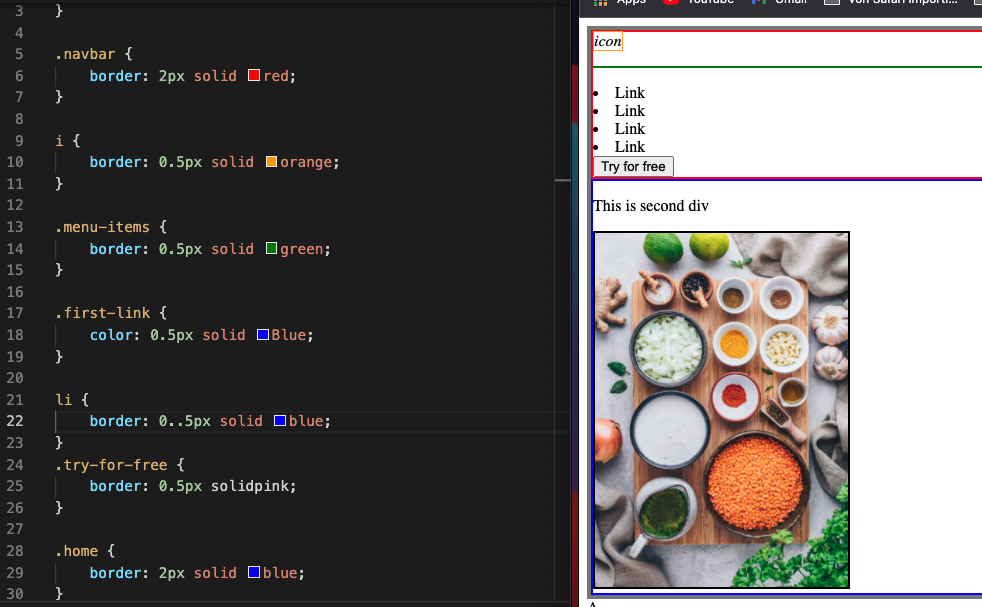 3 }
4
5 .navbar {
6 border: 2px solid red;
7 }
8
9 i {
10 border: 0.5px solid orange;
11 }
12
13 .menu-items {
14 border: 0.5px solid green;
15 }
16
17 .first-link {
18 color: 0.5px solid Blue;
19 }
20
21 li {
22 border: 0..5px solid blue;
23 }
24 .try-for-free {
25 border: 0.5px solidpink;
26 }
27
28 .home {
29 border: 2px solid blue;
30 }
Apps YouTube Gmail Von Safari importi...
icon
Link
Link
Link
Link
Try for free
This is second div